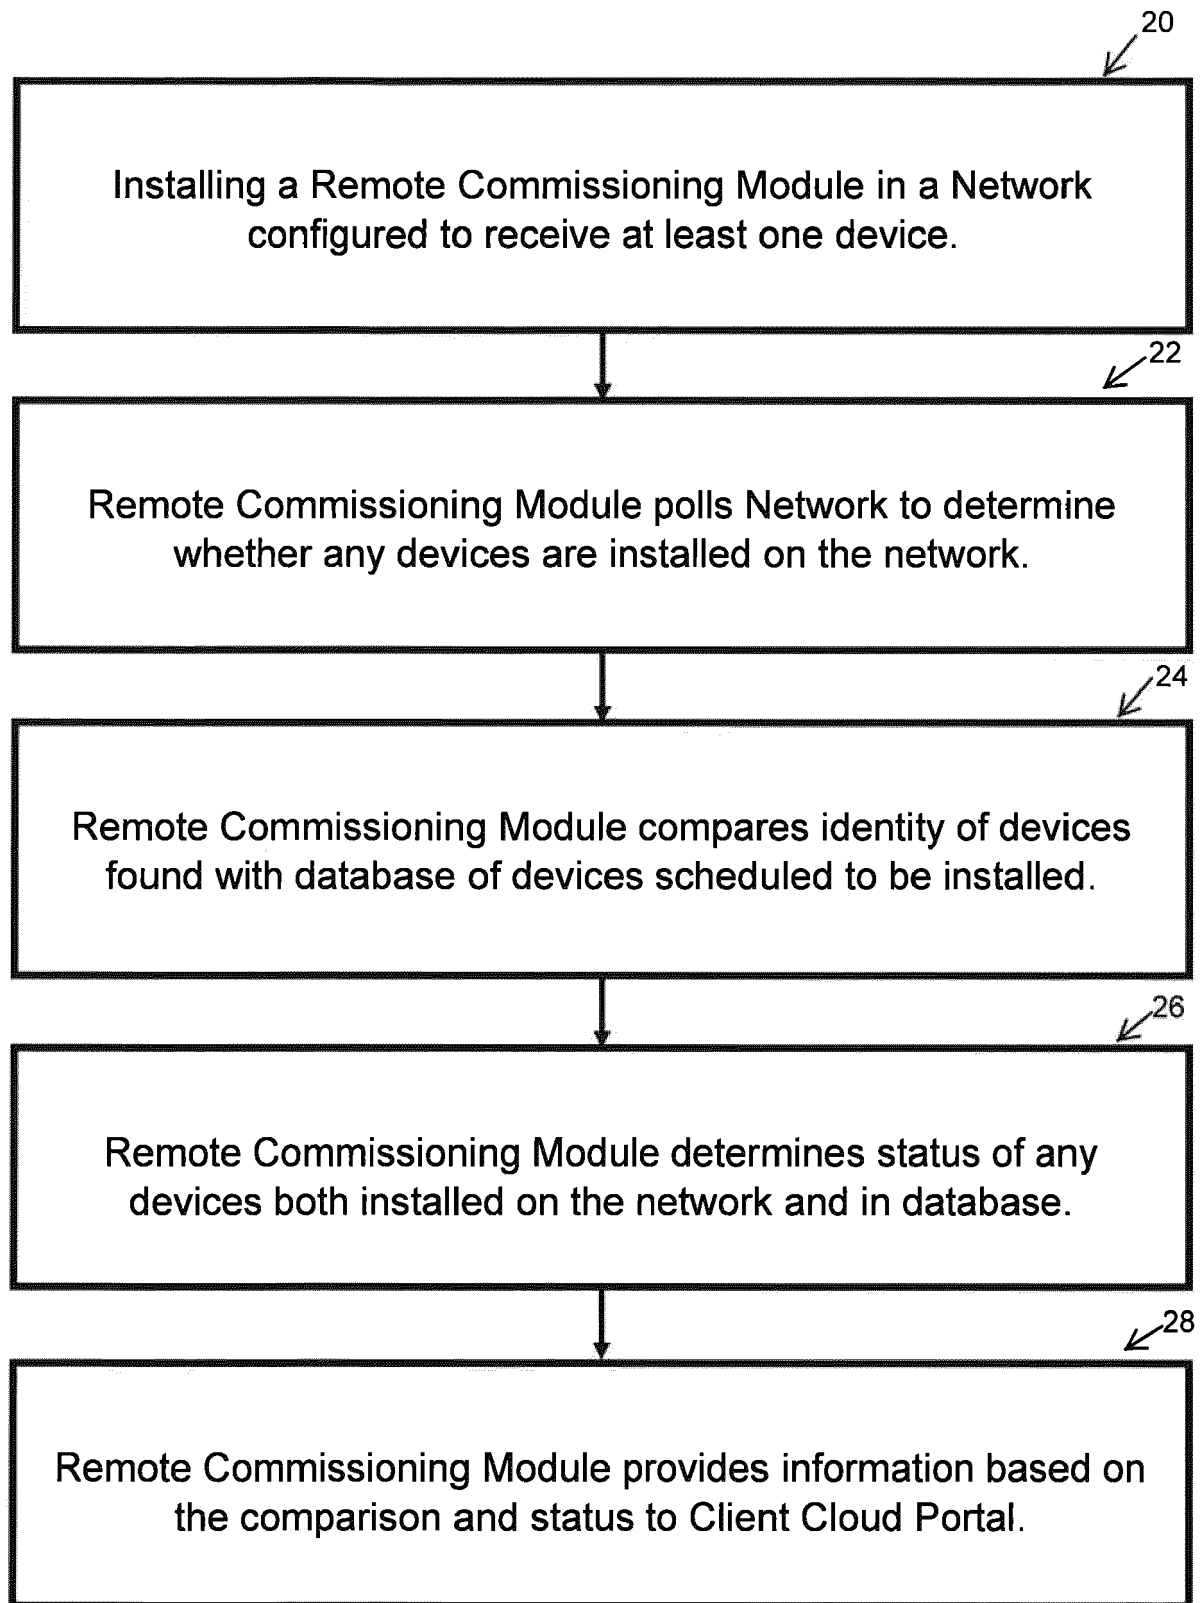 20
Installing a Remote Commissioning Module in a Network
configured to receive at least one device.
22
Remote Commissioning Module polls Network to determine
whether any devices are installed on the network.
24
Remote Commissioning Module compares identity of devices
found with database of devices scheduled to be installed.
26
Remote Commissioning Module determines status of any
devices both installed on the network and in database.
28
Remote Commissioning Module provides information based on
the comparison and status to Client Cloud Portal.